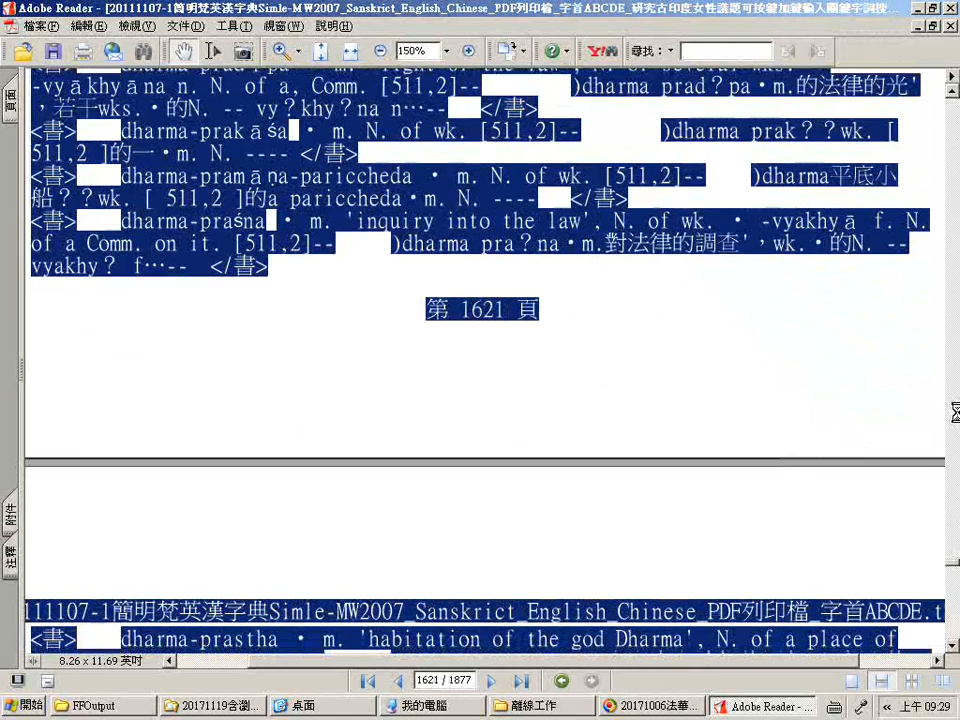 Adobe Reader - [20111107-1簡明梵英漢字典Simle-MW2007_Sanskrict_English_Chinese_PDF列印檔_字首ABCDE_研究古印度女性議題可按鍵加鍵輸入關鍵字詞搜...
檔案(F) 編輯(E) 檢視(V) 文件(D) 工具(T) 視窗(W) 說明(H)
150% 尋找:
-vyākhyāna n. N. of a, Comm. [511,2]-- )dharma prad?pa・m.的法律的光'
，若干wks.・的N. -- vy?khy?na n…-- </書>
<書> dharma-prakāśa ・ m. N. of wk. [511,2]-- )dharma prak??wk. [
511,2 ]的一・m. N. ---- </書>
<書> dharma-pramāṇa-pariccheda ・ m. N. of wk. [511,2]-- )dharma平底小
船??wk. [ 511,2 ]的a pariccheda・m. N. ---- </書>
<書> dharma-praśna ・ m. 'inquiry into the law', N. of wk. ・ -vyakhyā f. N.
of a Comm. on it. [511,2]-- )dharma pra?na・m.對法律的調查'，wk.・的N. --
vyakhy? f…-- </書>
第 1621 頁
111107-1簡明梵英漢字典Simle-MW2007_Sanskrict_English_Chinese_PDF列印檔_字首ABCDE.t
<書> dharma-prastha ・ m. 'habitation of the god Dharma', N. of a place of
頁面
附件
注釋
8.26 x 11.69 英吋
1621 / 1877
開始 FFOutput 20171119含瀏... 桌面 我的電腦 離線工作 20171006法華... Adobe Reader - [... 上午 09:29